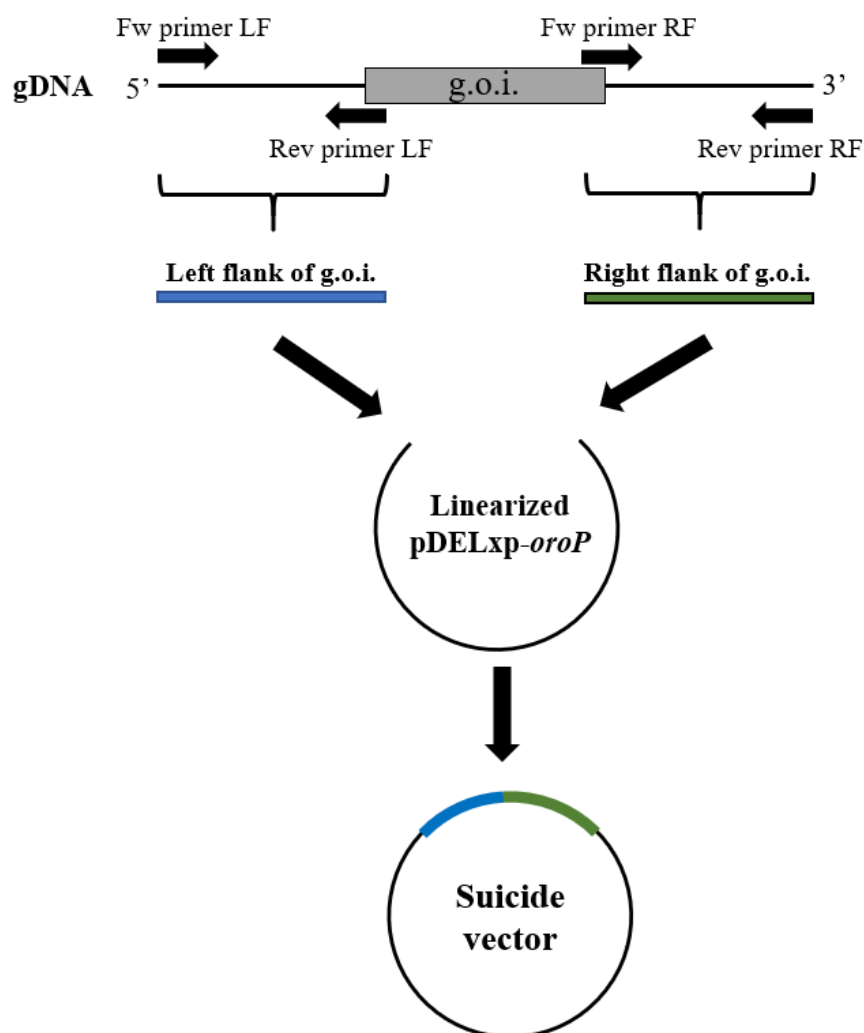 Fw primer LF
Fw primer RF
gDNA 5’ g.o.i. 3’
Rev primer LF
Rev primer RF
Left flank of g.o.i.
Right flank of g.o.i.
Linearized
pDELxp-oroP
Suicide
vector